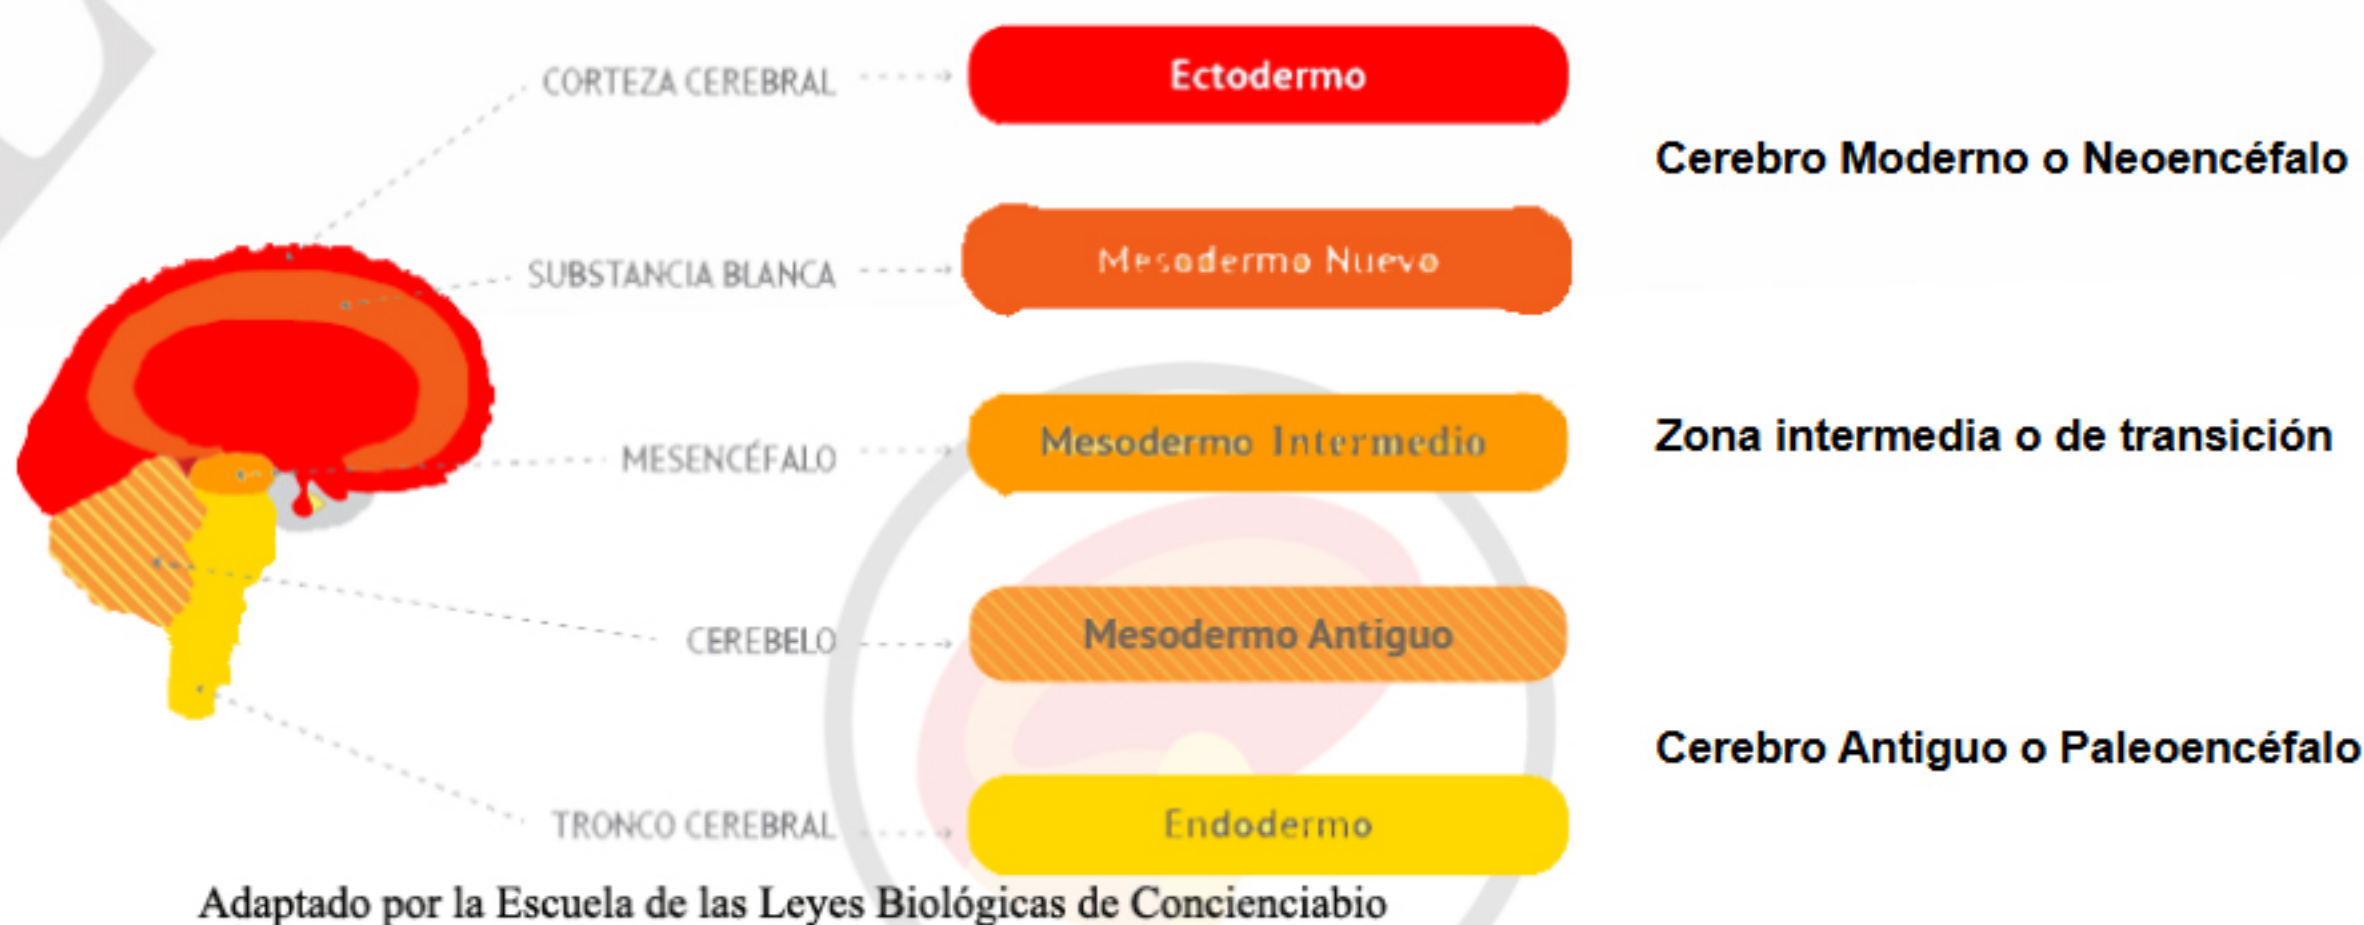 CORTEZA CEREBRAL
Ectodermo
Cerebro Moderno o Neoencéfalo
SUBSTANCIA BLANCA
Mesodermo Nuevo
MESENCÉFALO
Mesodermo Intermedio
Zona intermedia o de transición
CEREBELO
Mesodermo Antiguo
Cerebro Antiguo o Paleoencéfalo
TRONCO CEREBRAL
Endodermo
Adaptado por la Escuela de las Leyes Biológicas de Concienciabio